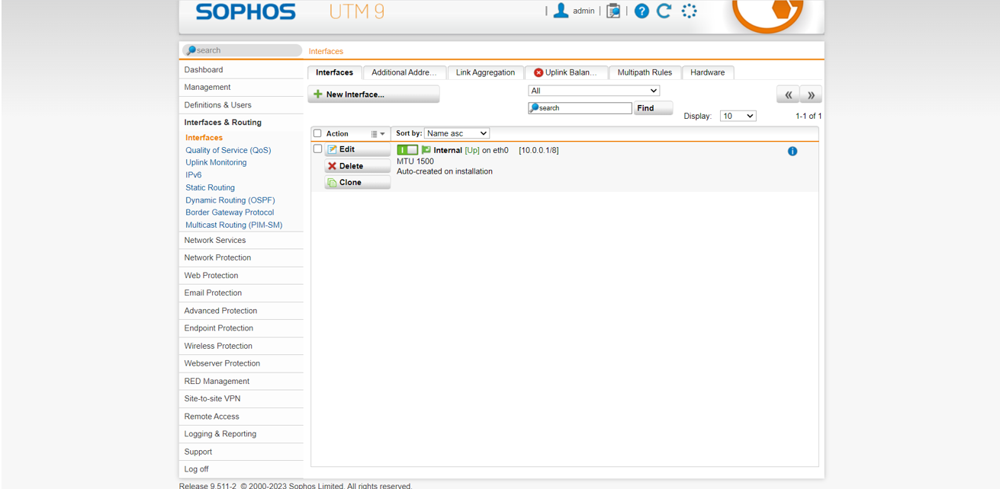 SOPHOS UTM 9
| admin | |
search
Interfaces
Dashboard
Management
Definitions & Users
Interfaces & Routing
Interfaces
Quality of Service (QoS)
Uplink Monitoring
IPv6
Static Routing
Dynamic Routing (OSPF)
Border Gateway Protocol
Multicast Routing (PIM-SM)
Network Services
Network Protection
Web Protection
Email Protection
Advanced Protection
Endpoint Protection
Wireless Protection
Webserver Protection
RED Management
Site-to-site VPN
Remote Access
Logging & Reporting
Support
Log off
Interfaces Additional Addre... Link Aggregation Uplink Balan... Multipath Rules Hardware
New Interface...
All
search Find
Display: 10 1-1 of 1
Action Sort by: Name asc
Edit
Delete
Clone
Internal [Up] on eth0 [10.0.0.1/8]
MTU 1500
Auto-created on installation
Release 9.511-2 © 2000-2023 Sophos Limited. All rights reserved.